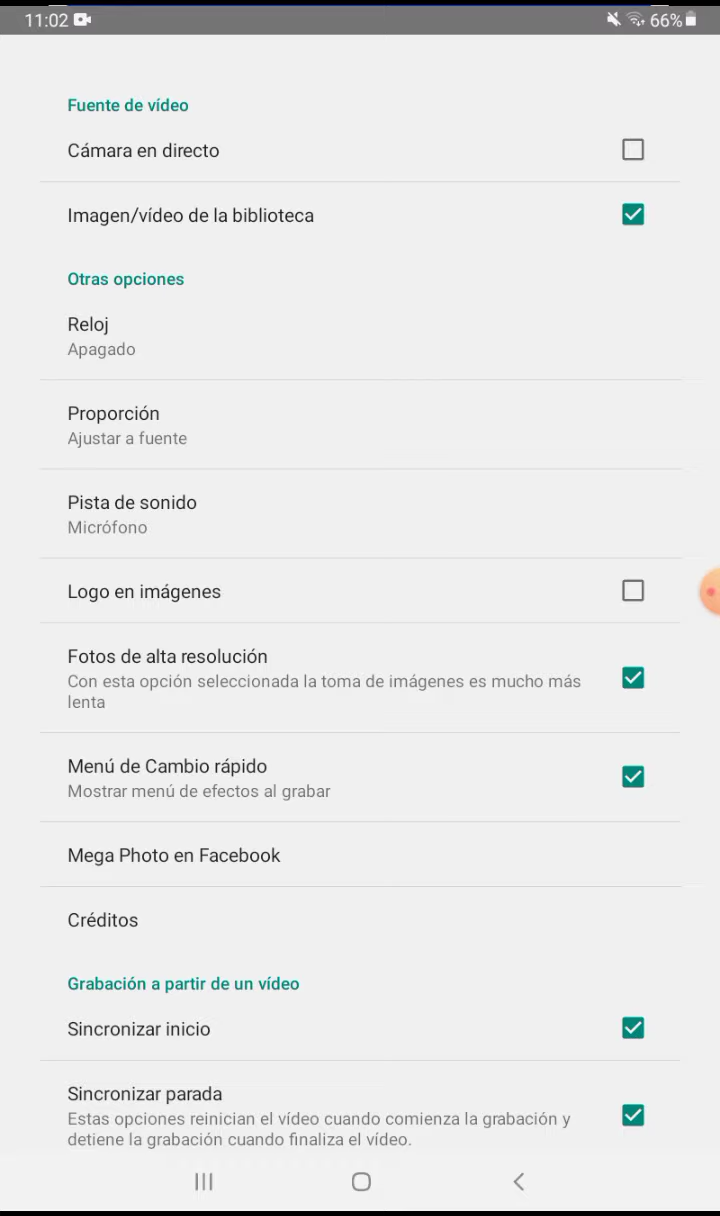 11:02
66%
Fuente de vídeo
Cámara en directo
Imagen/vídeo de la biblioteca
Otras opciones
Reloj
Apagado
Proporción
Ajustar a fuente
Pista de sonido
Micrófono
Logo en imágenes
Fotos de alta resolución
Con esta opción seleccionada la toma de imágenes es mucho más
lenta
Menú de Cambio rápido
Mostrar menú de efectos al grabar
Mega Photo en Facebook
Créditos
Grabación a partir de un vídeo
Sincronizar inicio
Sincronizar parada
Estas opciones reinician el vídeo cuando comienza la grabación y
detiene la grabación cuando finaliza el vídeo.